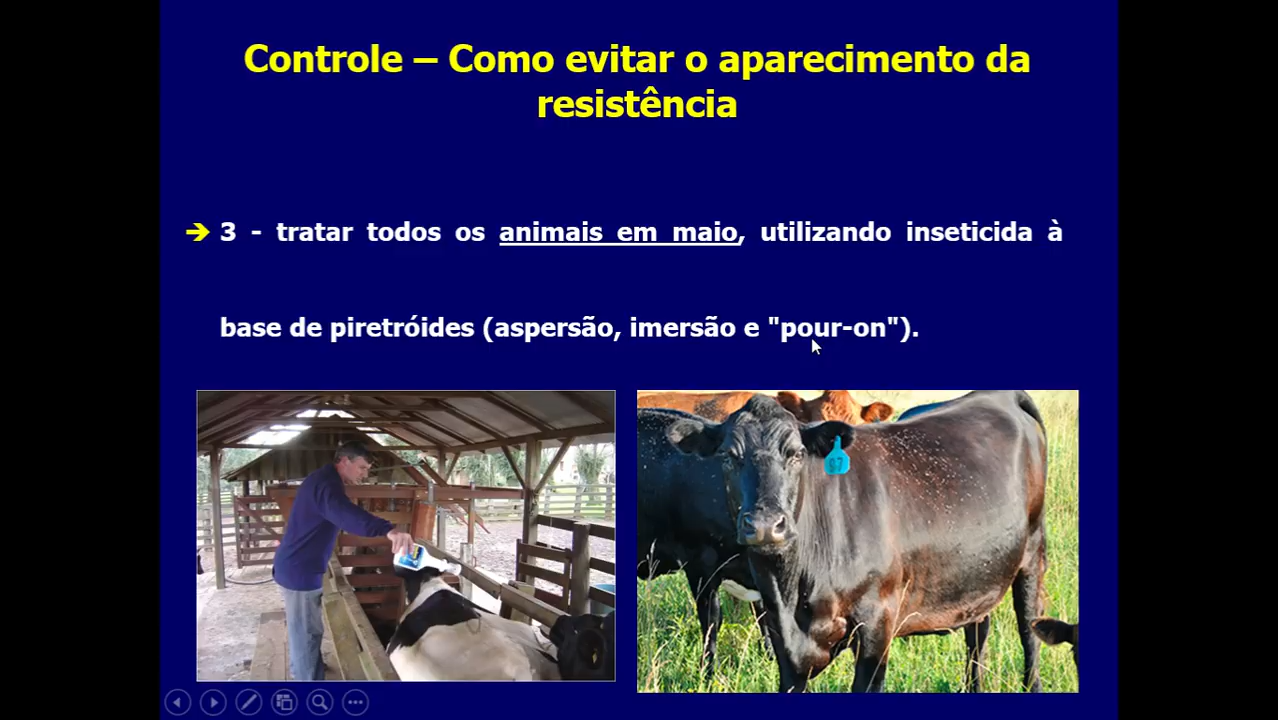 Controle – Como evitar o aparecimento da
resistência
➔ 3 - tratar todos os animais em maio, utilizando inseticida à
base de piretróides (aspersão, imersão e "pour-on").
97